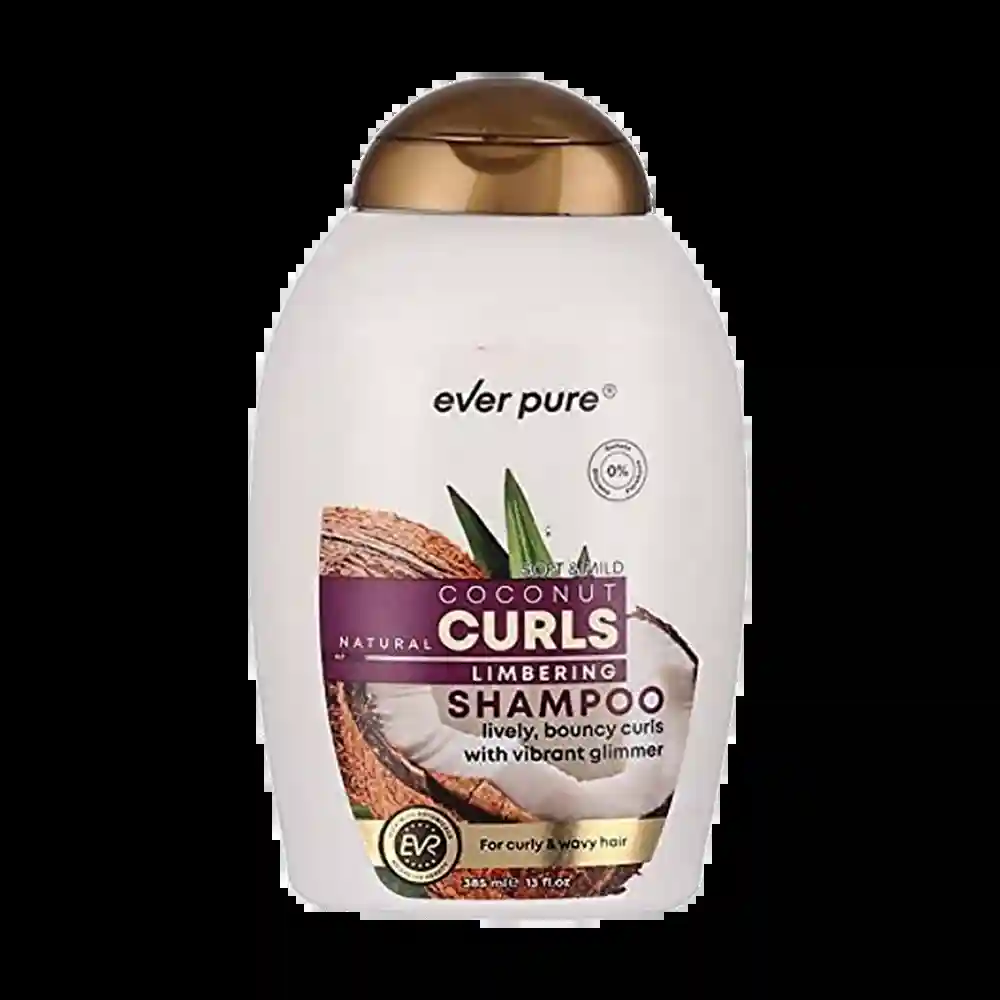 ever pure®
0%
SOFT & MILD
COCONUT
NATURAL CURLS
LIMBERING
SHAMPOO
lively, bouncy curls
with vibrant glimmer
EVR
For curly & wavy hair
385 ml℮ 13 fl.oz